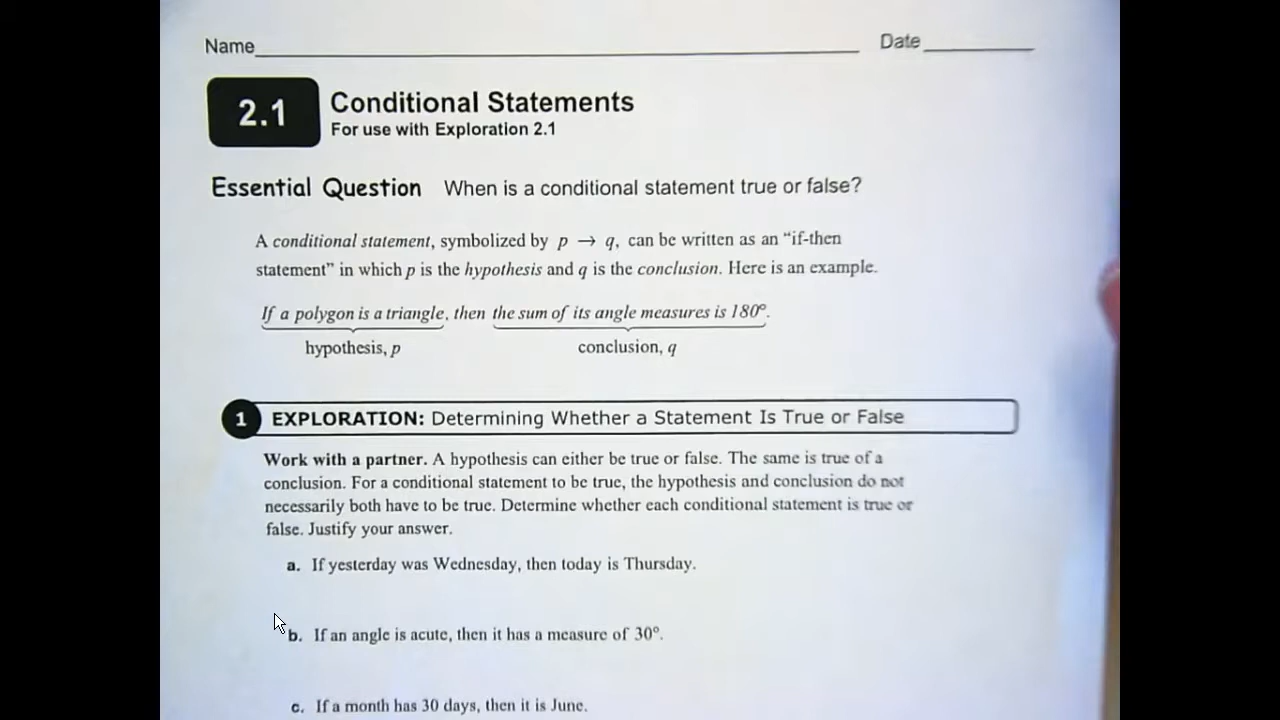 Name Date
2.1 Conditional Statements
For use with Exploration 2.1
Essential Question When is a conditional statement true or false?
A conditional statement, symbolized by p → q, can be written as an “if-then
statement” in which p is the hypothesis and q is the conclusion. Here is an example.
If a polygon is a triangle, then the sum of its angle measures is 180°.
hypothesis, p conclusion, q
1 EXPLORATION: Determining Whether a Statement Is True or False
Work with a partner. A hypothesis can either be true or false. The same is true of a
conclusion. For a conditional statement to be true, the hypothesis and conclusion do not
necessarily both have to be true. Determine whether each conditional statement is true or
false. Justify your answer.
a. If yesterday was Wednesday, then today is Thursday.
b. If an angle is acute, then it has a measure of 30°.
c. If a month has 30 days, then it is June.